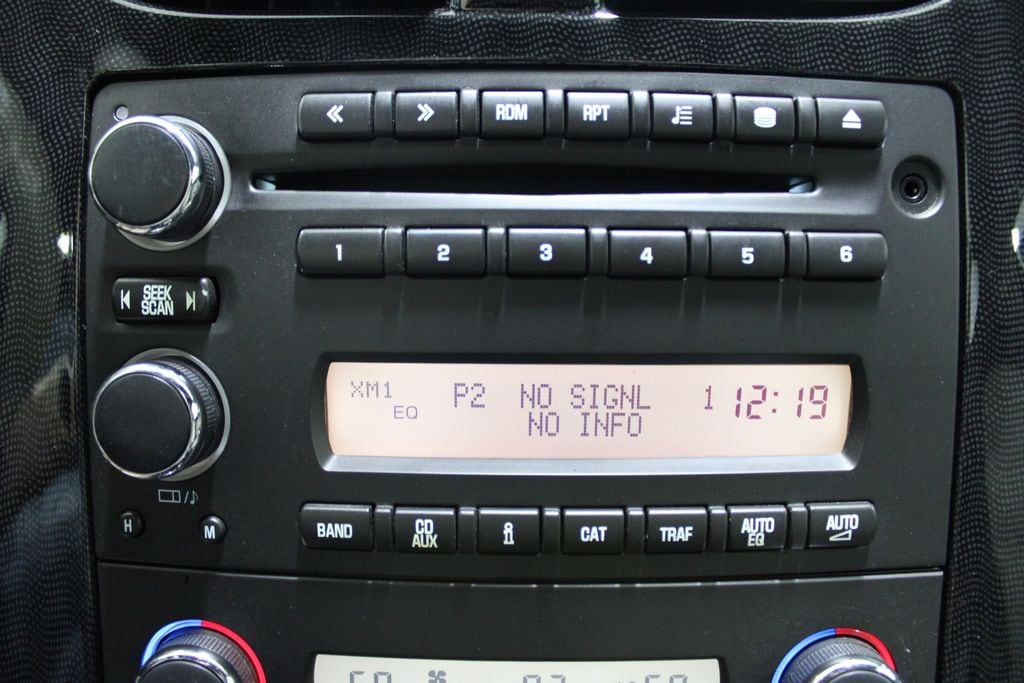 RDM RPT
1 2 3 4 5 6
SEEK
SCAN
XM1 P2 NO SIGNL 1 12:19
EQ NO INFO
H M
BAND CD AUX i CAT TRAF AUTO EQ AUTO